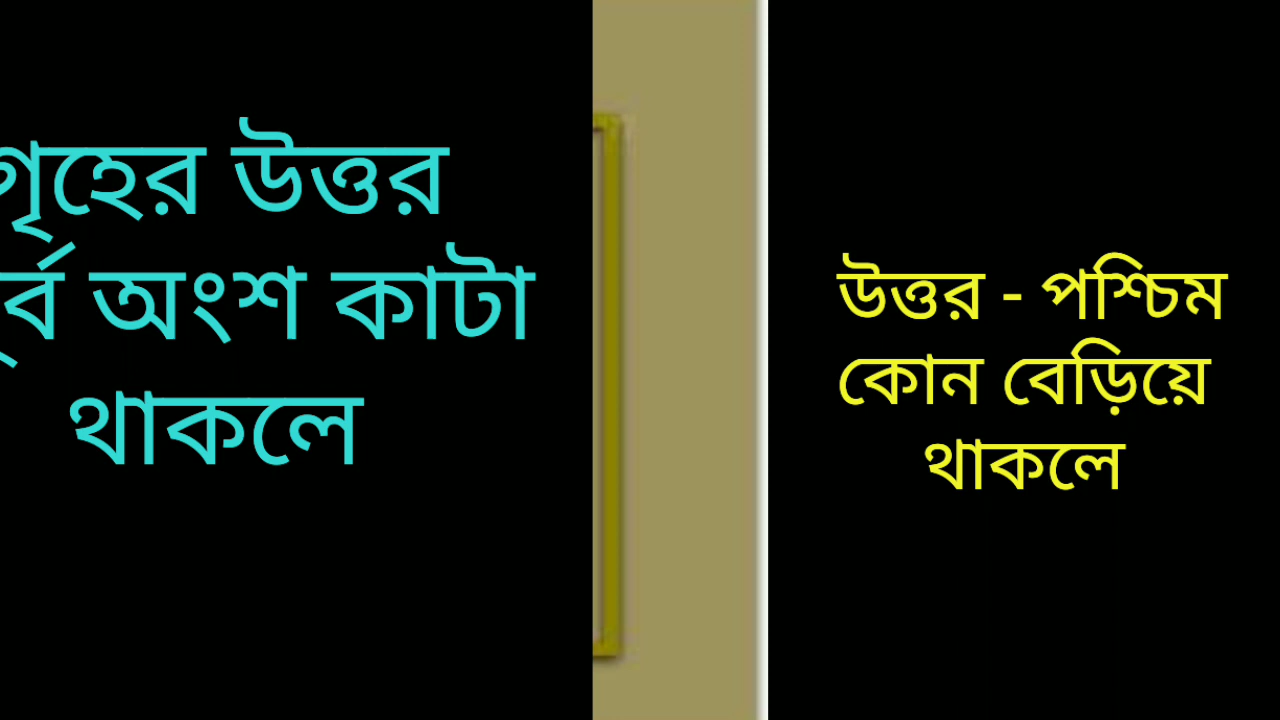 গৃহের উত্তর
অংশ কাটা
থাকলে
উত্তর - পশ্চিম
কোন বেড়িয়ে
থাকলে